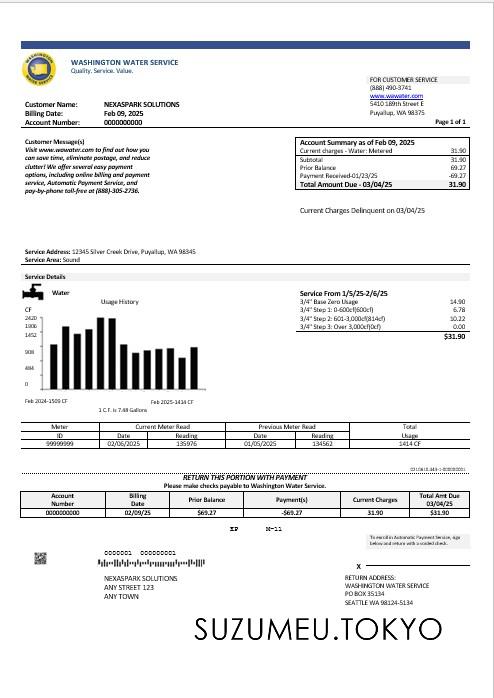 WASHINGTON WATER SERVICE
Quality. Service. Value.
FOR CUSTOMER SERVICE
(888) 490-3741
www.wawater.com
5410 189th Street E
Puyallup, WA 98375
Customer Name: NEXASPARK SOLUTIONS
Billing Date: Feb 09, 2025
Account Number: 0000000000
Page 1 of 1
Customer Message(s)
Visit www.wawater.com to find out how you
can save time, eliminate postage, and reduce
clutter! We offer several easy payment
options, including online billing and payment
service, Automatic Payment Service, and
pay-by-phone toll-free at (888)-305-2736.
Account Summary as of Feb 09, 2025
Current charges - Water: Metered 31.90
Subtotal 31.90
Prior Balance 69.27
Payment Received-01/23/25 -69.27
Total Amount Due - 03/04/25 31.90
Current Charges Delinquent on 03/04/25
Service Address: 12345 Silver Creek Drive, Puyallup, WA 98345
Service Area: Sound
Service Details
Water
Usage History
CF
2420
1906
1452
908
484
0
Feb 2024-1509 CF
Feb 2025-1414 CF
1 C.F. is 7.48 Gallons
Service From 1/5/25-2/6/25
3/4" Base Zero Usage 14.90
3/4" Step 1: 0-600cf(600cf) 6.78
3/4" Step 2: 601-3,000cf(814cf) 10.22
3/4" Step 3: Over 3,000cf(0cf) 0.00
$31.90
Meter Current Meter Read Previous Meter Read Total
ID Date Reading Date Reading Usage
99999999 02/06/2025 135976 01/05/2025 134562 1414 CF
RETURN THIS PORTION WITH PAYMENT
Please make checks payable to Washington Water Service.
Account Number Billing Date Prior Balance Payment(s) Current Charges Total Amt Due 03/04/25
0000000000 02/09/25 $69.27 -$69.27 31.90 $31.90
To enroll in Automatic Payment Service, sign
below and return with a voided check.
X
0000001 000000001
NEXASPARK SOLUTIONS
ANY STREET 123
ANY TOWN
RETURN ADDRESS:
WASHINGTON WATER SERVICE
PO BOX 35134
SEATTLE WA 98124-5134
SUZUMEU.TOKYO